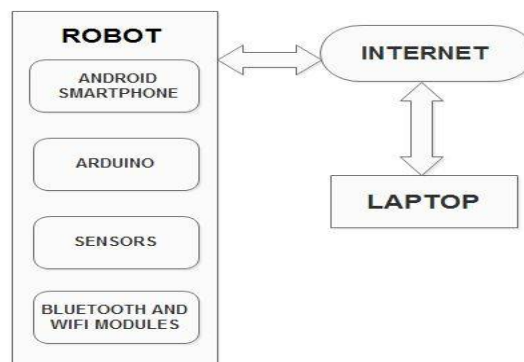 ROBOT
ANDROID
SMARTPHONE
ARDUINO
SENSORS
BLUETOOTH AND
WIFI MODULES
INTERNET
LAPTOP